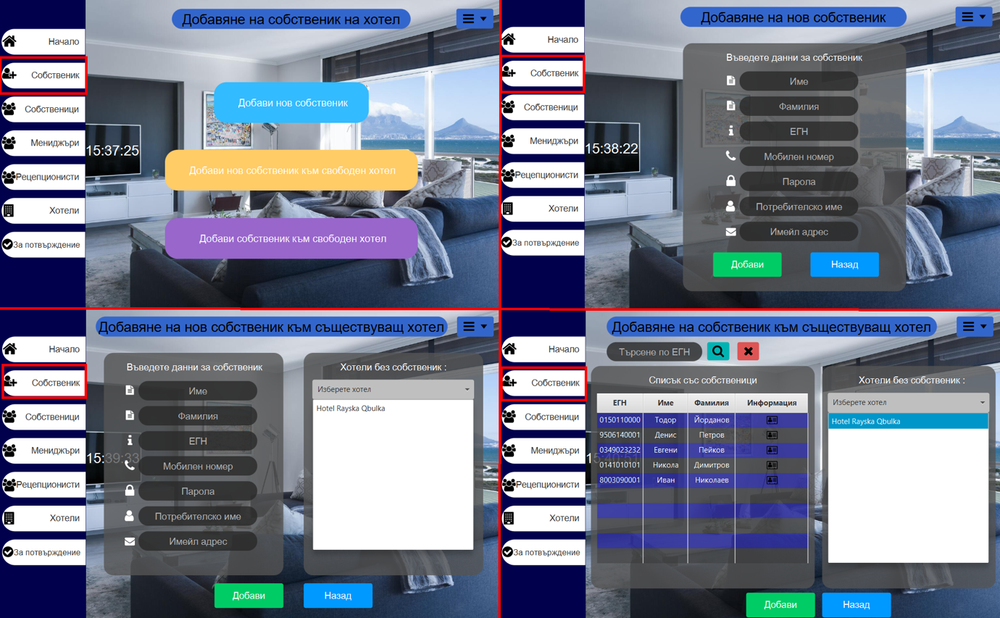 Добавяне на собственик на хотел
Начало
Собственик
Собственици
Мениджъри
Рецепционисти
Хотели
За потвърждение
15:37:25
Добави нов собственик
Добави нов собственик към свободен хотел
Добави собственик към свободен хотел
Добавяне на нов собственик
Начало
Собственик
Собственици
Мениджъри
Рецепционисти
Хотели
За потвърждение
15:38:22
Въведете данни за собственик
Име
Фамилия
ЕГН
Мобилен номер
Парола
Потребителско име
Имейл адрес
Добави
Назад
Добавяне на нов собственик към съществуващ хотел
Начало
Собственик
Собственици
Мениджъри
Рецепционисти
Хотели
За потвърждение
15:39:33
Въведете данни за собственик
Име
Фамилия
ЕГН
Мобилен номер
Парола
Потребителско име
Имейл адрес
Хотели без собственик :
Изберете хотел
Hotel Rayska Qbulka
Добави
Назад
Добавяне на собственик към съществуващ хотел
Начало
Собственик
Собственици
Мениджъри
Рецепционисти
Хотели
За потвърждение
15:40:51
Търсене по ЕГН
Списък със собственици
ЕГН Име Фамилия Информация
0150110000 Тодор Йорданов
9506140001 Денис Петров
0349023232 Евгени Пейков
0141010101 Никола Димитров
8003090001 Иван Николаев
Хотели без собственик :
Изберете хотел
Hotel Rayska Qbulka
Добави
Назад